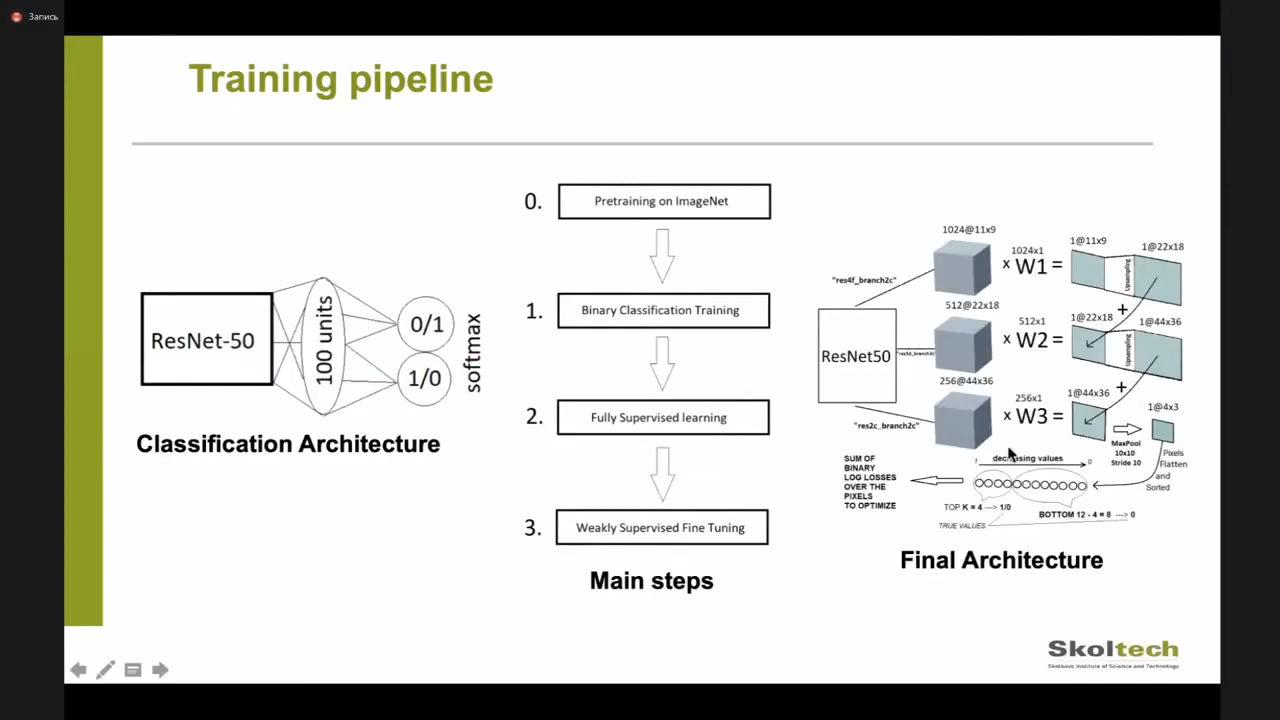 Запись
Training pipeline
ResNet-50
100 units
0/1
1/0
softmax
Classification Architecture
0. Pretraining on ImageNet
1. Binary Classification Training
2. Fully Supervised learning
3. Weakly Supervised Fine Tuning
Main steps
1024@11x9
"res4f_branch2c"
1024x1
x W1 =
1@11x9
Upsampling
1@22x18
+
ResNet50
512@22x18
512x1
x W2 =
1@22x18
Upsampling
1@44x36
+
256@44x36
"res2c_branch2c"
256x1
x W3 =
1@44x36
MaxPool
10x10
Stride 10
1@4x3
Pixels
Flatten
and
Sorted
1 decreasing values 0
SUM OF
BINARY
LOG LOSSES
OVER THE
PIXELS
TO OPTIMIZE
TOP K = 4 ---> 1/0
BOTTOM 12 - 4 = 8 ---> 0
TRUE VALUES
Final Architecture
Skoltech
Skolkovo Institute of Science and Technology